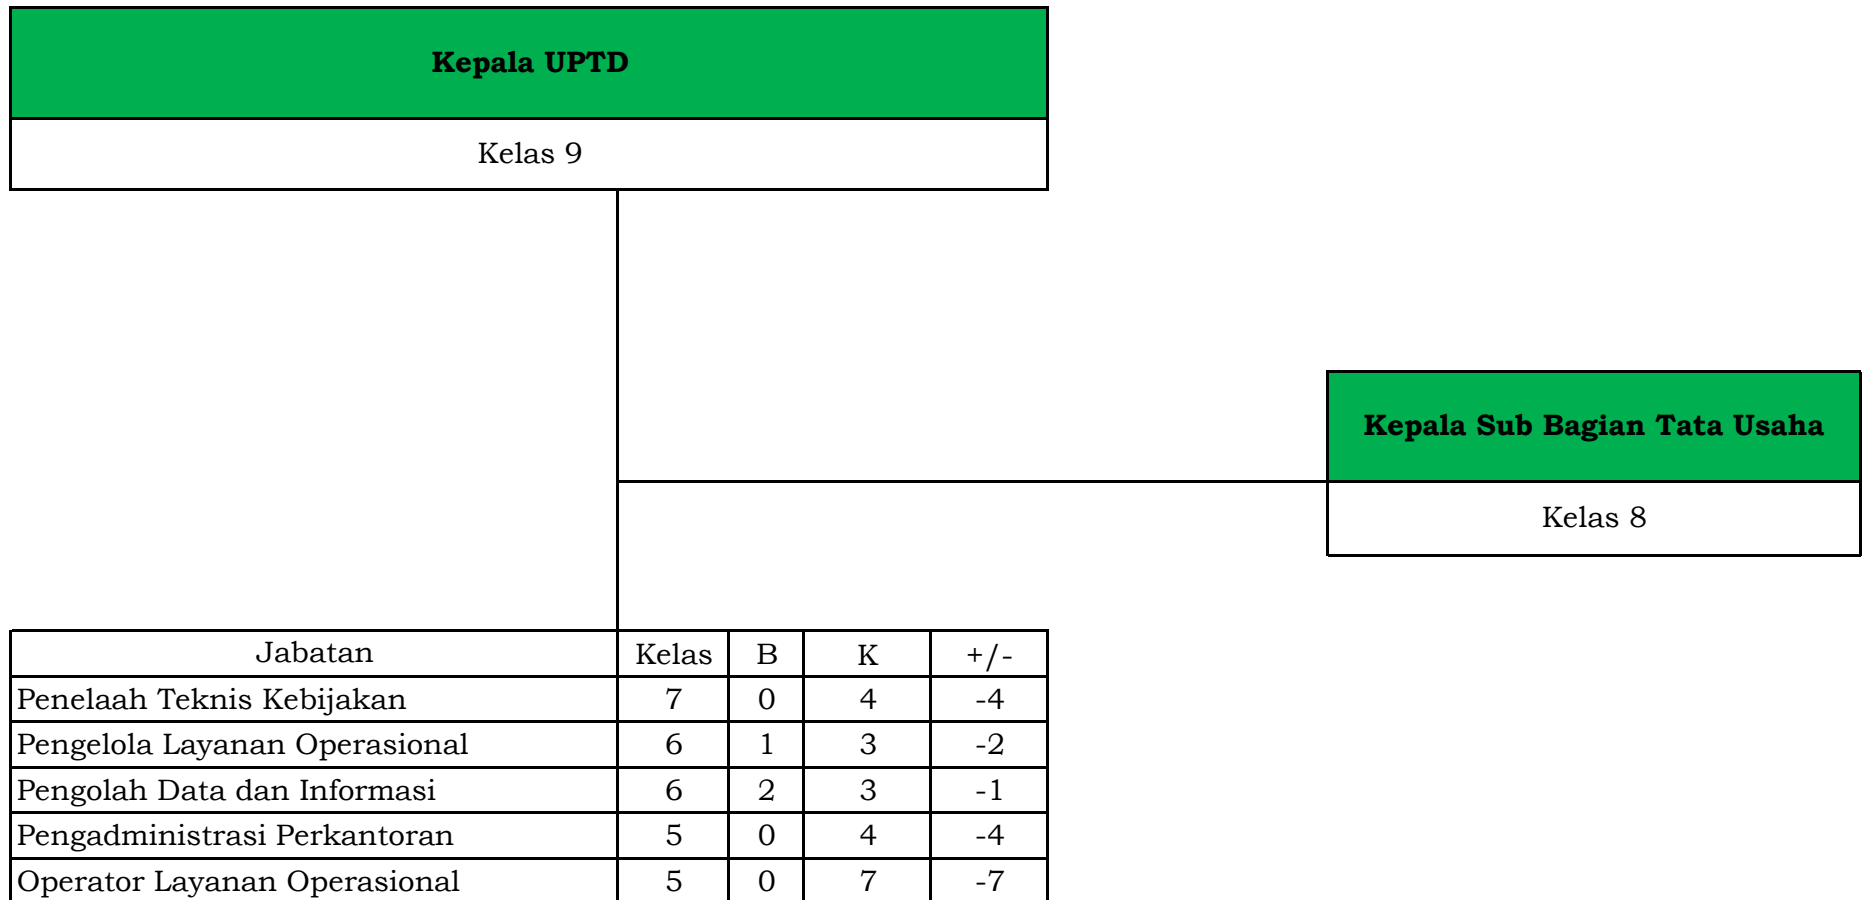 Kepala UPTD
Kelas 9
Kepala Sub Bagian Tata Usaha
Kelas 8
Jabatan Kelas B K +/-
Penelaah Teknis Kebijakan 7 0 4 -4
Pengelola Layanan Operasional 6 1 3 -2
Pengolah Data dan Informasi 6 2 3 -1
Pengadministrasi Perkantoran 5 0 4 -4
Operator Layanan Operasional 5 0 7 -7